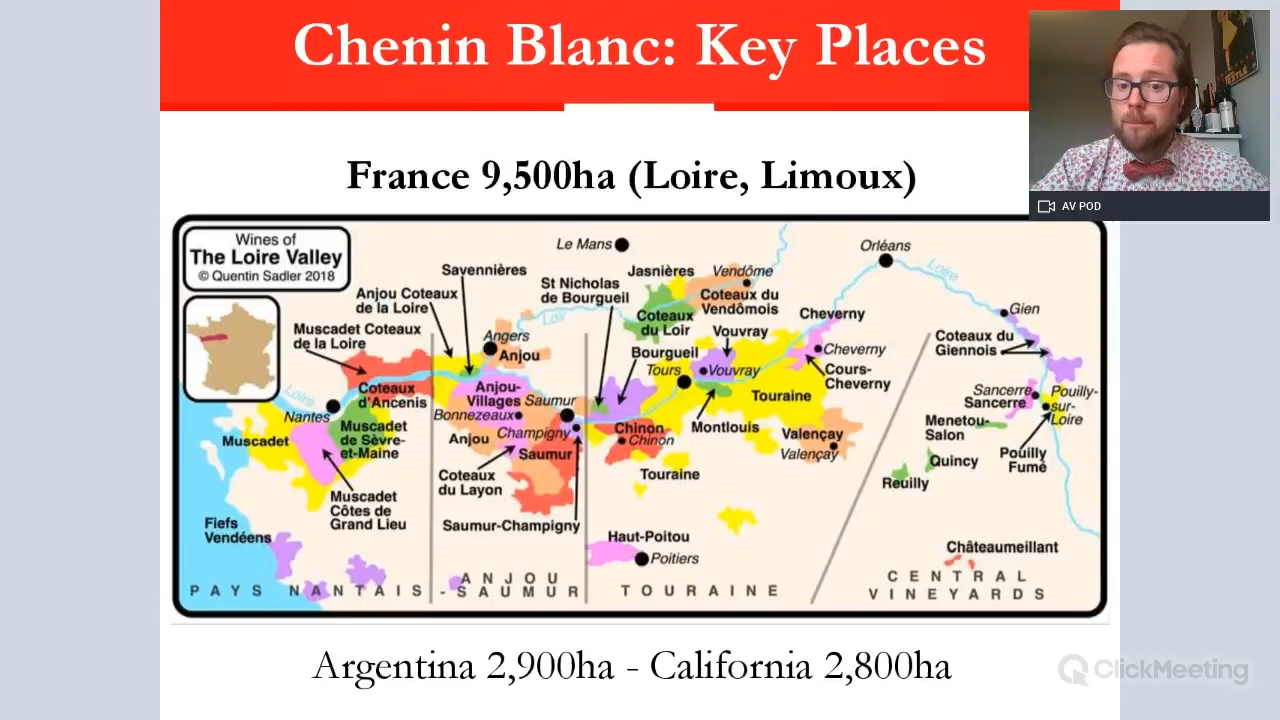 Chenin Blanc: Key Places
AV POD
France 9,500ha (Loire, Limoux)
Wines of
The Loire Valley
© Quentin Sadler 2018
Le Mans
Orléans
Loire
Savennières
Jasnières
Vendôme
St Nicholas
de Bourgueil
Anjou Coteaux
de la Loire
Coteaux du
Vendômois
Gien
Loir
Coteaux
du Loir
Cheverny
Muscadet Coteaux
de la Loire
Angers
Vouvray
Coteaux du
Giennois
Anjou
Bourgueil
Cheverny
Tours
Vouvray
Cours-
Cheverny
Loire
Coteaux
d'Ancenis
Anjou-
Villages
Saumur
Touraine
Sancerre
Sancerre
Pouilly-
sur-
Loire
Nantes
Bonnezeaux
Muscadet
Muscadet
de Sèvre-
et-Maine
Anjou
Champigny
Chinon
Chinon
Montlouis
Valençay
Valençay
Menetou-
Salon
Saumur
Pouilly
Fumé
Quincy
Coteaux
du Layon
Touraine
Reuilly
Muscadet
Côtes de
Grand Lieu
Saumur-Champigny
Fiefs
Vendéens
Haut-Poitou
Poitiers
Châteaumeillant
PAYS NANTAIS
ANJOU
-SAUMUR
TOURAINE
CENTRAL
VINEYARDS
Argentina 2,900ha - California 2,800ha
ClickMeeting